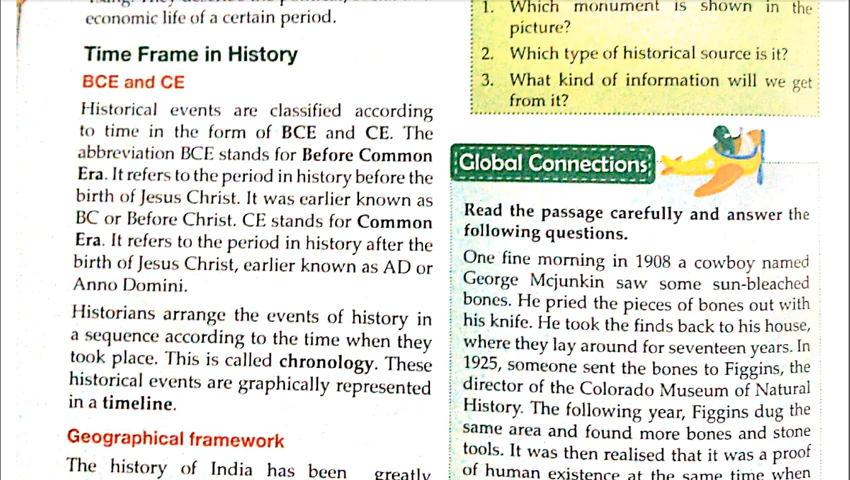 economic life of a certain period.
Time Frame in History
BCE and CE
Historical events are classified according
to time in the form of BCE and CE. The
abbreviation BCE stands for Before Common
Era. It refers to the period in history before the
birth of Jesus Christ. It was earlier known as
BC or Before Christ. CE stands for Common
Era. It refers to the period in history after the
birth of Jesus Christ, earlier known as AD or
Anno Domini.
Historians arrange the events of history in
a sequence according to the time when they
took place. This is called chronology. These
historical events are graphically represented
in a timeline.
Geographical framework
The history of India has been greatly
1. Which monument is shown in the
picture?
2. Which type of historical source is it?
3. What kind of information will we get
from it?
Global Connections
Read the passage carefully and answer the
following questions.
One fine morning in 1908 a cowboy named
George Mcjunkin saw some sun-bleached
bones. He pried the pieces of bones out with
his knife. He took the finds back to his house,
where they lay around for seventeen years. In
1925, someone sent the bones to Figgins, the
director of the Colorado Museum of Natural
History. The following year, Figgins dug the
same area and found more bones and stone
tools. It was then realised that it was a proof
of human existence at the same time when